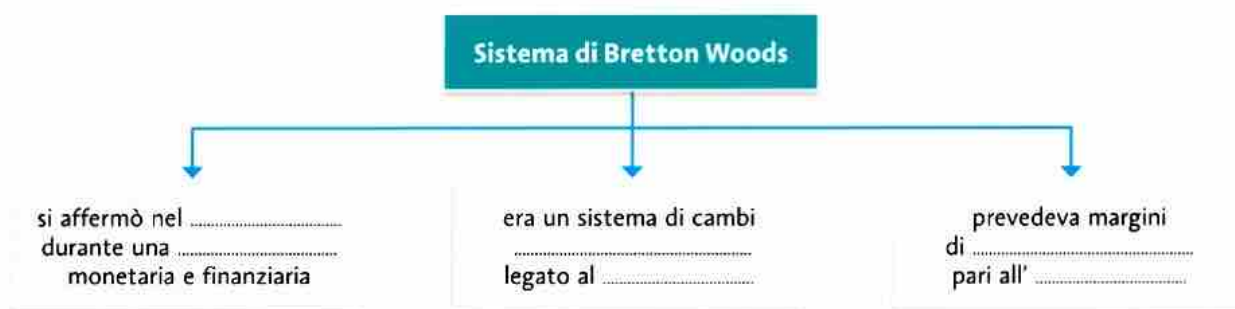 Sistema di Bretton Woods
si affermò nel ....................
durante una ....................
monetaria e finanziaria
era un sistema di cambi
....................
legato al ....................
prevedeva margini
di ....................
pari all' ....................